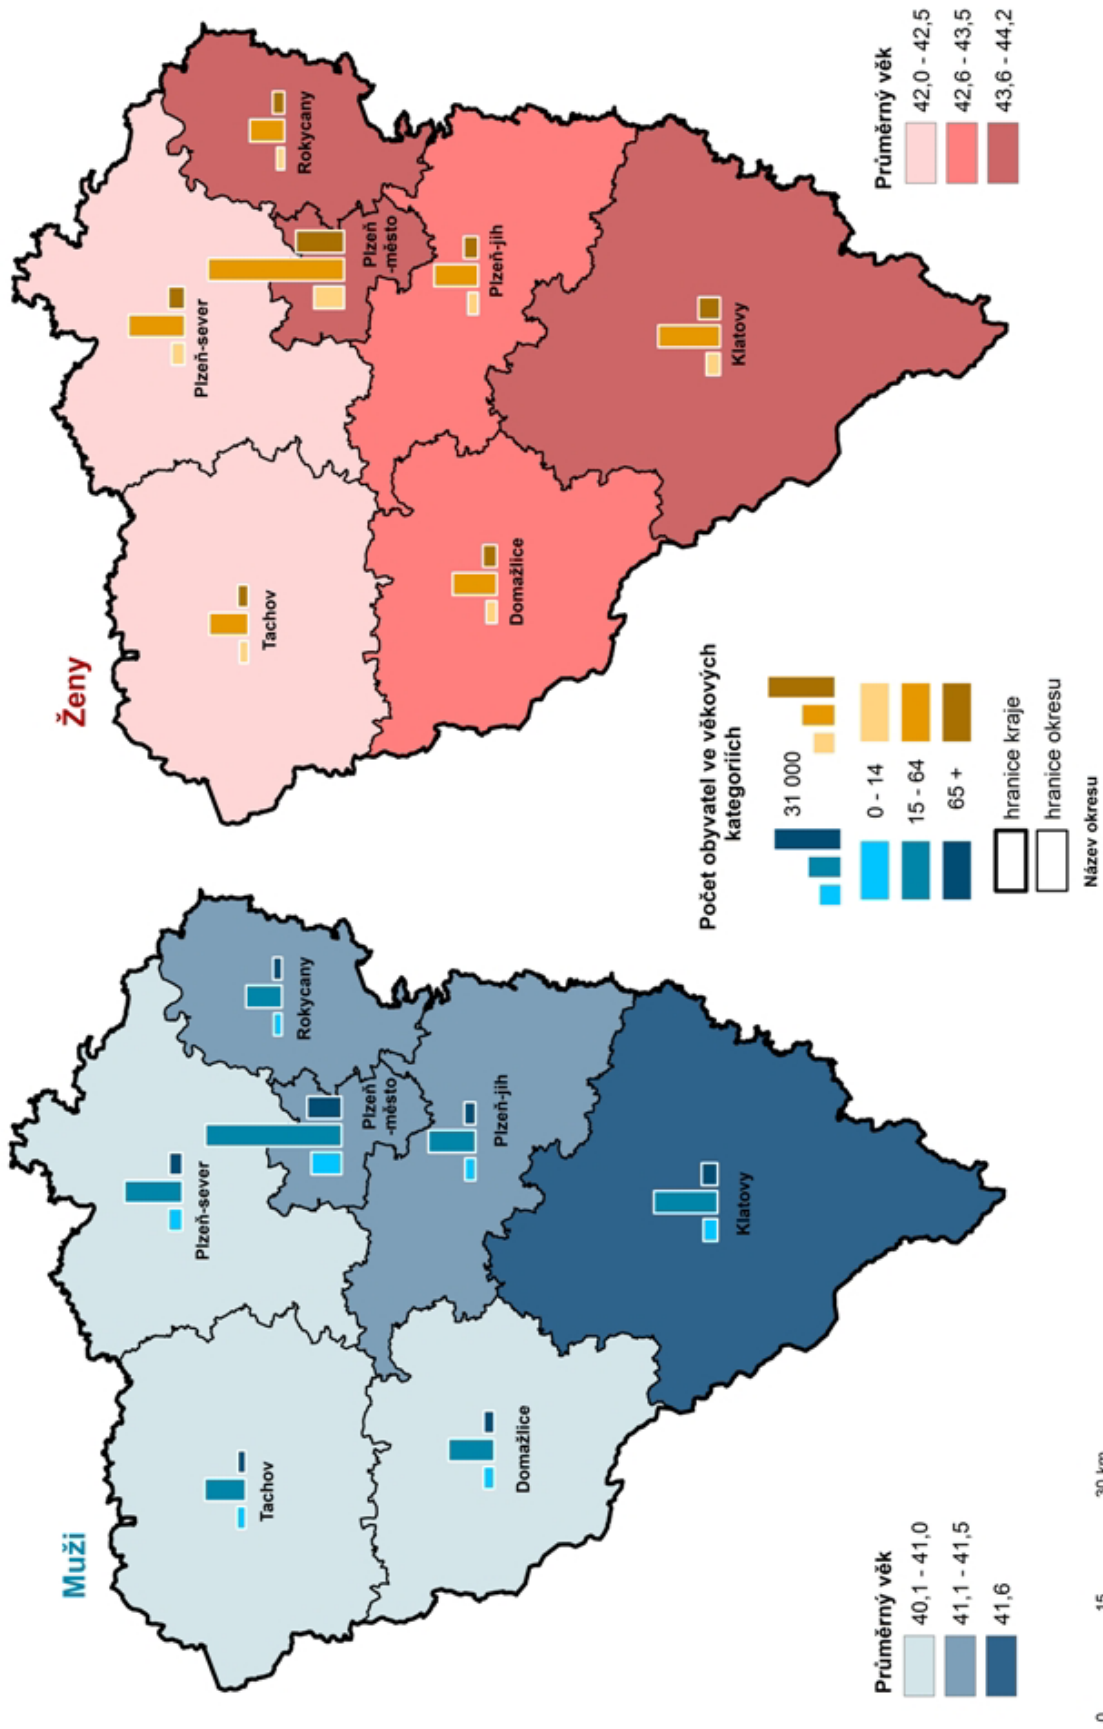 Muži
Tachov
Plzeň-sever
Plzeň
-město
Rokycany
Domažlice
Plzeň-jih
Klatovy
Průměrný věk
40,1 - 41,0
41,1 - 41,5
41,6
0
15
30 km
Ženy
Tachov
Plzeň-sever
Plzeň
-město
Rokycany
Domažlice
Plzeň-jih
Klatovy
Počet obyvatel ve věkových
kategoriích
31 000
0 - 14
15 - 64
65 +
hranice kraje
hranice okresu
Název okresu
Průměrný věk
42,0 - 42,5
42,6 - 43,5
43,6 - 44,2